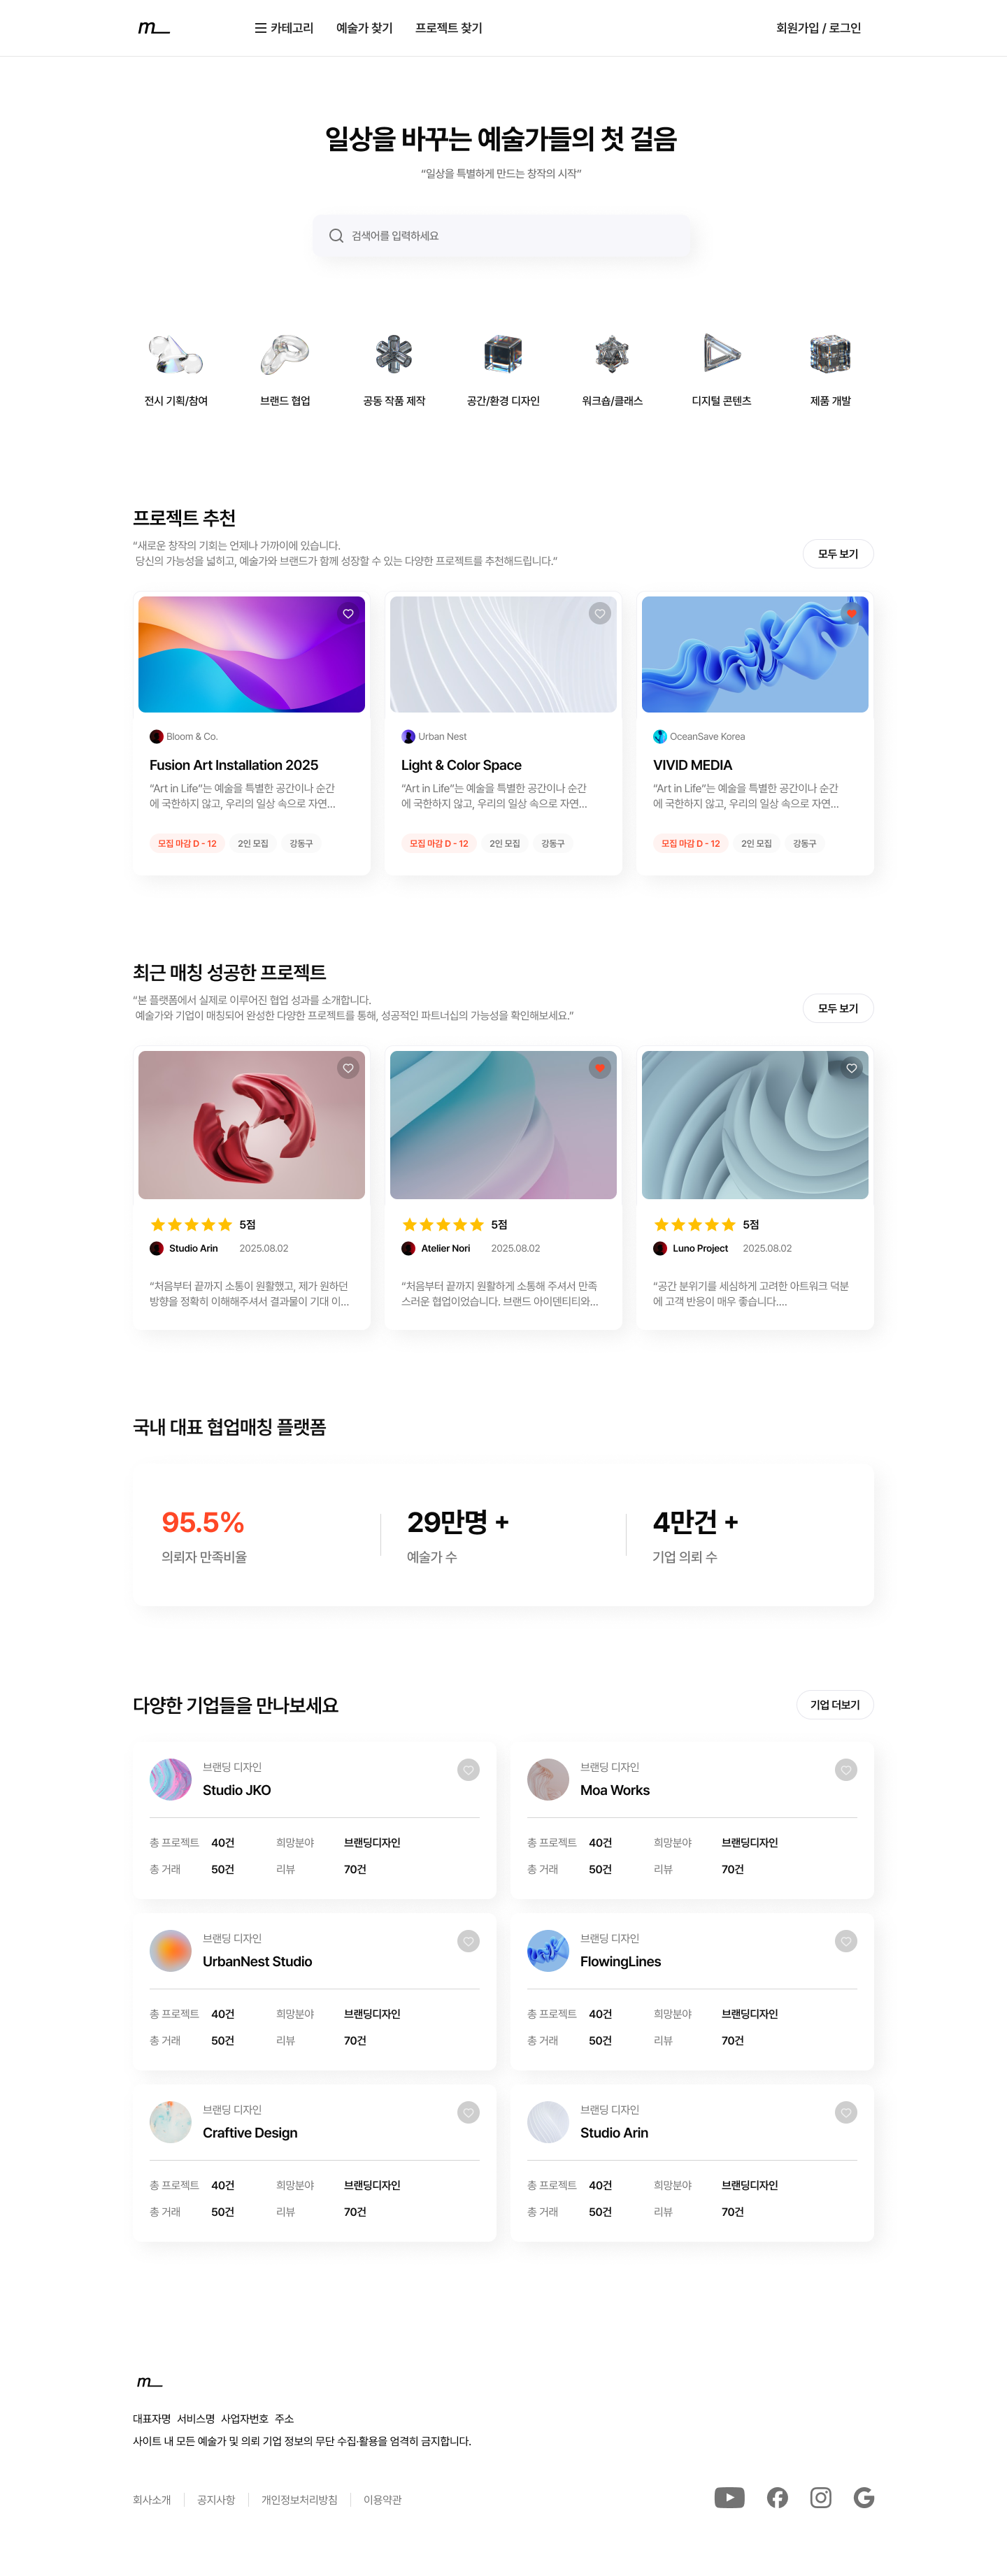 m_
카테고리 예술가 찾기 프로젝트 찾기 회원가입 / 로그인
일상을 바꾸는 예술가들의 첫 걸음
“일상을 특별하게 만드는 창작의 시작”
검색어를 입력하세요
전시 기획/참여 브랜드 협업 공동 작품 제작 공간/환경 디자인 워크숍/클래스 디지털 콘텐츠 제품 개발
프로젝트 추천
“새로운 창작의 기회는 언제나 가까이에 있습니다.
당신의 가능성을 넓히고, 예술가와 브랜드가 함께 성장할 수 있는 다양한 프로젝트를 추천해드립니다.”
모두 보기
Bloom & Co.
Fusion Art Installation 2025
“Art in Life”는 예술을 특별한 공간이나 순간
에 국한하지 않고, 우리의 일상 속으로 자연...
모집 마감 D - 12 2인 모집 강동구
Urban Nest
Light & Color Space
“Art in Life”는 예술을 특별한 공간이나 순간
에 국한하지 않고, 우리의 일상 속으로 자연...
모집 마감 D - 12 2인 모집 강동구
OceanSave Korea
VIVID MEDIA
“Art in Life”는 예술을 특별한 공간이나 순간
에 국한하지 않고, 우리의 일상 속으로 자연...
모집 마감 D - 12 2인 모집 강동구
최근 매칭 성공한 프로젝트
“본 플랫폼에서 실제로 이루어진 협업 성과를 소개합니다.
예술가와 기업이 매칭되어 완성한 다양한 프로젝트를 통해, 성공적인 파트너십의 가능성을 확인해보세요.”
모두 보기
5점
Studio Arin 2025.08.02
“처음부터 끝까지 소통이 원활했고, 제가 원하던
방향을 정확히 이해해주셔서 결과물이 기대 이...
5점
Atelier Nori 2025.08.02
“처음부터 끝까지 원활하게 소통해 주셔서 만족
스러운 협업이었습니다. 브랜드 아이덴티티와...
5점
Luno Project 2025.08.02
“공간 분위기를 세심하게 고려한 아트워크 덕분
에 고객 반응이 매우 좋습니다....
국내 대표 협업매칭 플랫폼
95.5% 29만명 + 4만건 +
의뢰자 만족비율 예술가 수 기업 의뢰 수
다양한 기업들을 만나보세요
기업 더보기
브랜딩 디자인
Studio JKO
총 프로젝트 40건 희망분야 브랜딩디자인
총 거래 50건 리뷰 70건
브랜딩 디자인
Moa Works
총 프로젝트 40건 희망분야 브랜딩디자인
총 거래 50건 리뷰 70건
브랜딩 디자인
UrbanNest Studio
총 프로젝트 40건 희망분야 브랜딩디자인
총 거래 50건 리뷰 70건
브랜딩 디자인
FlowingLines
총 프로젝트 40건 희망분야 브랜딩디자인
총 거래 50건 리뷰 70건
브랜딩 디자인
Craftive Design
총 프로젝트 40건 희망분야 브랜딩디자인
총 거래 50건 리뷰 70건
브랜딩 디자인
Studio Arin
총 프로젝트 40건 희망분야 브랜딩디자인
총 거래 50건 리뷰 70건
m_
대표자명 서비스명 사업자번호 주소
사이트 내 모든 예술가 및 의뢰 기업 정보의 무단 수집·활용을 엄격히 금지합니다.
회사소개 공지사항 개인정보처리방침 이용약관